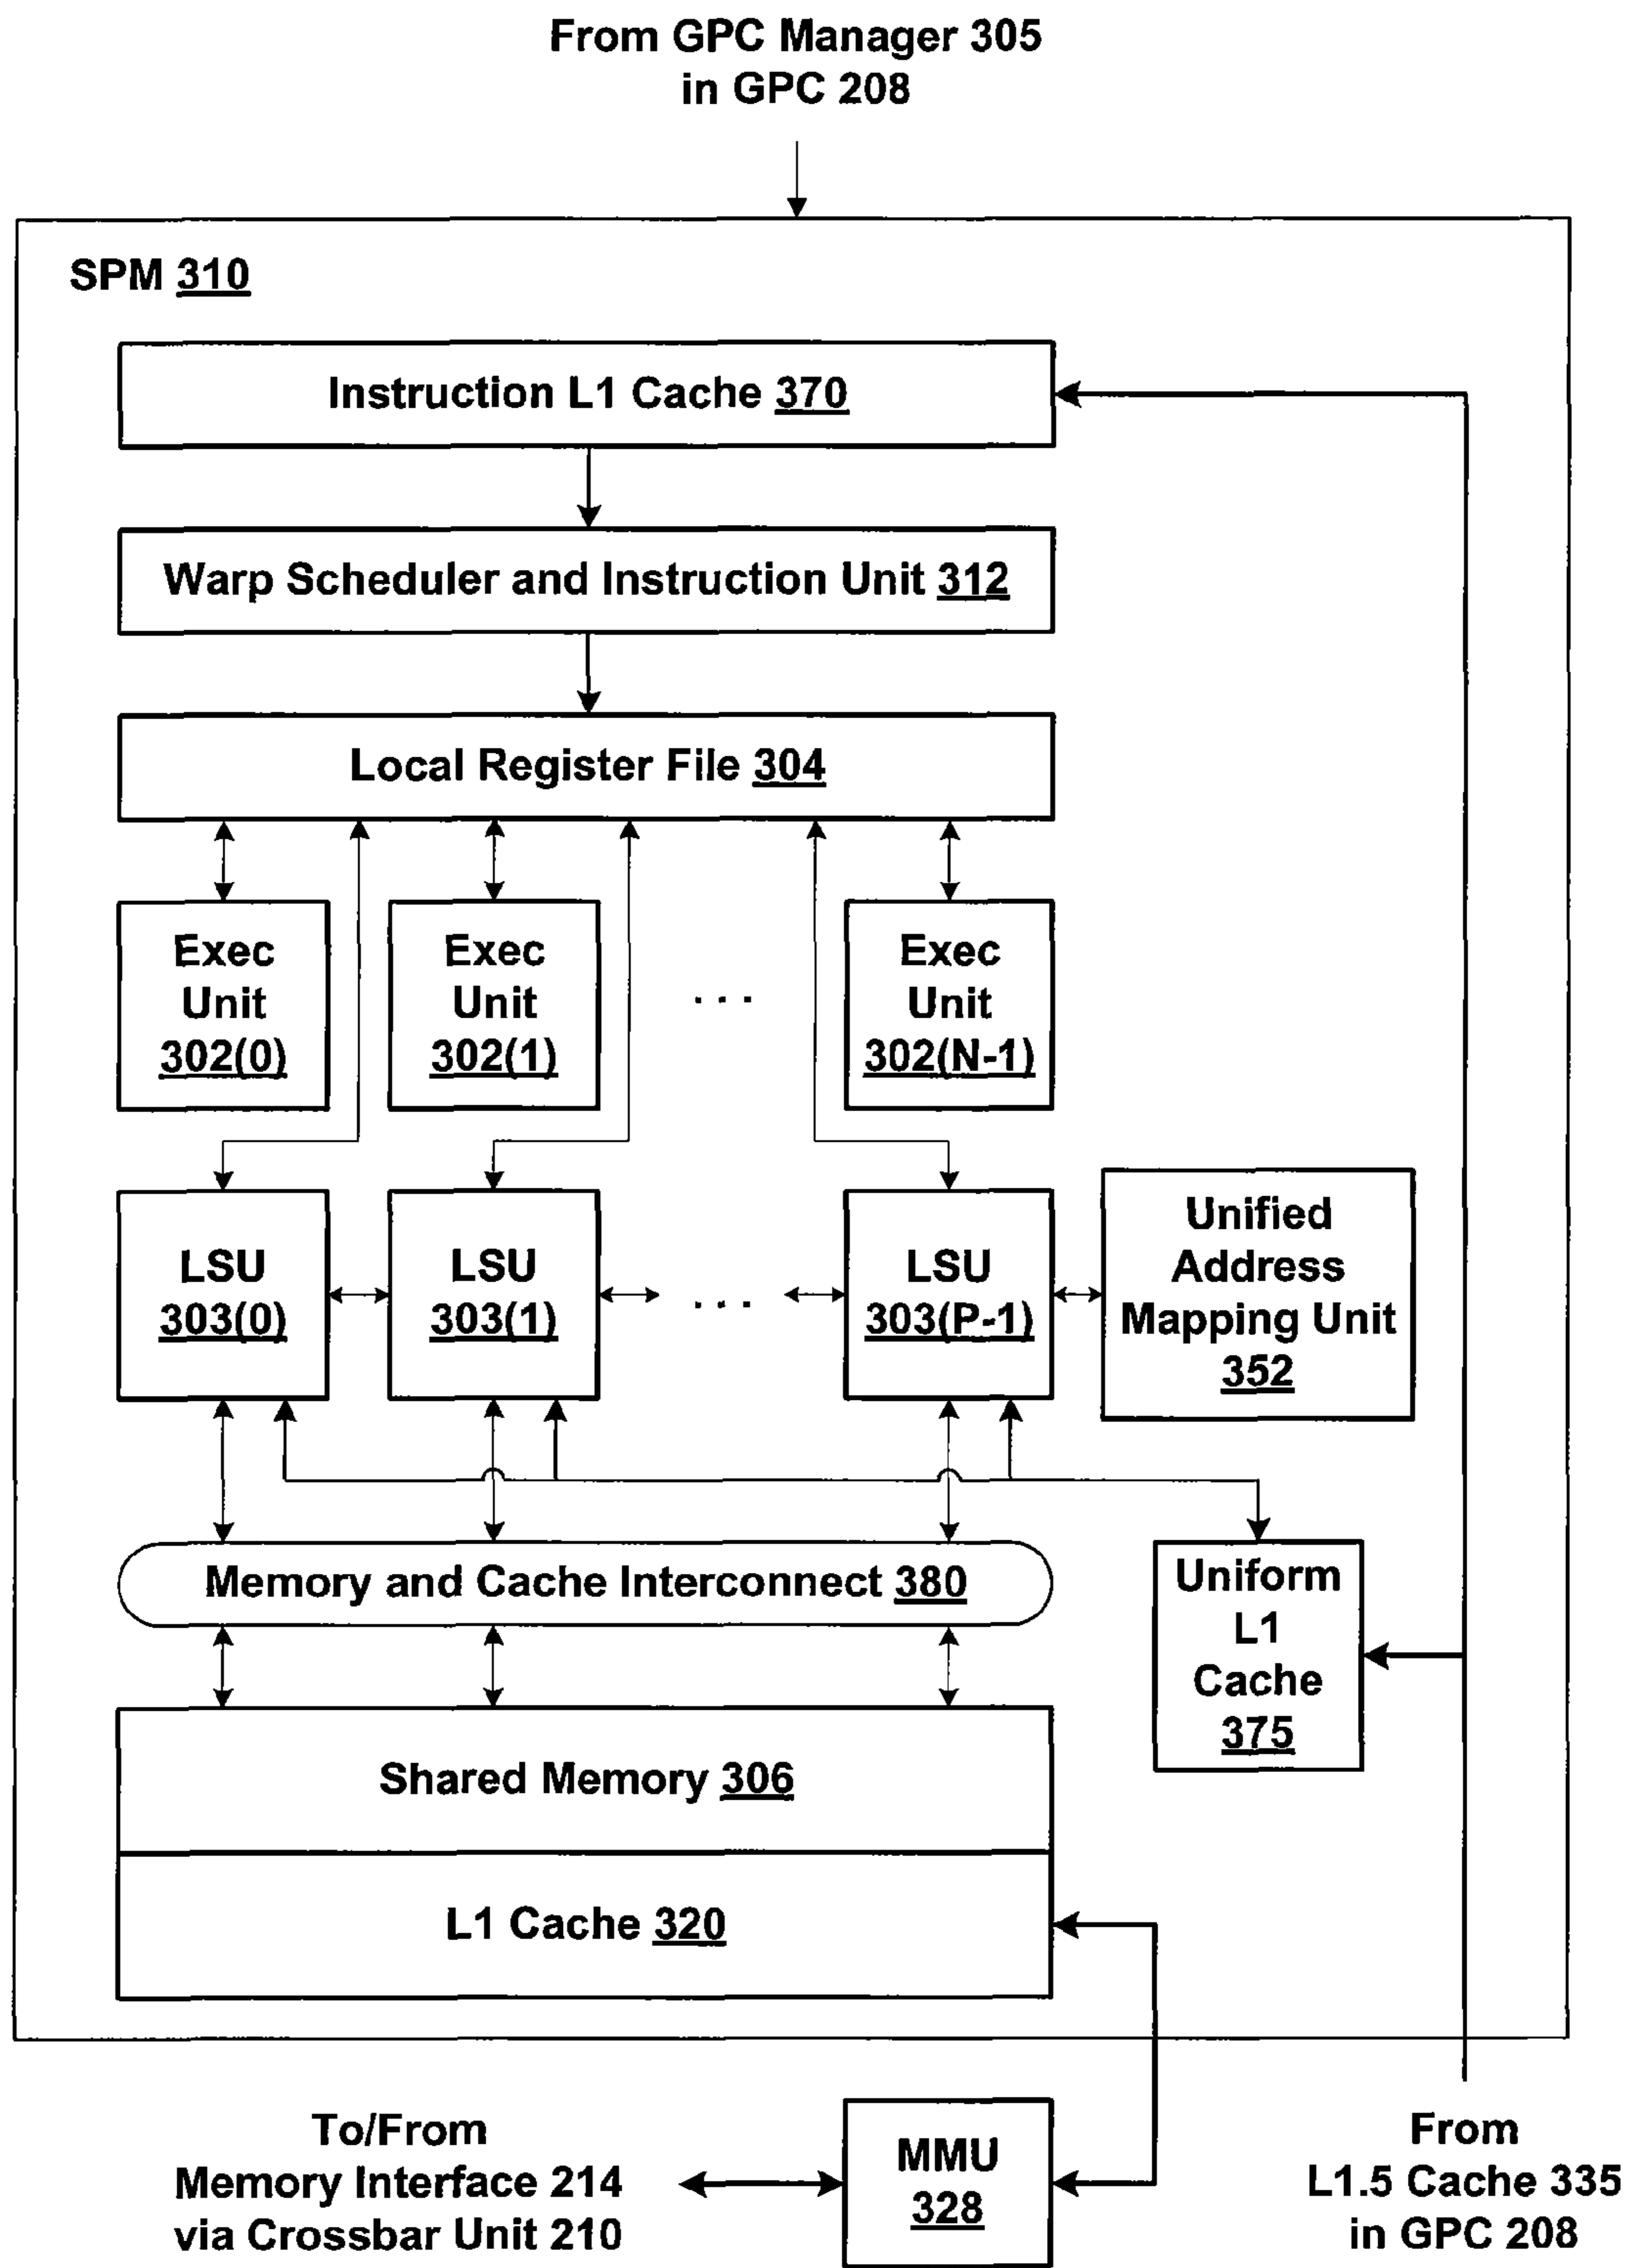 From GPC Manager 305
in GPC 208
SPM 310
Instruction L1 Cache 370
Warp Scheduler and Instruction Unit 312
Local Register File 304
Exec
Unit
302(0)
Exec
Unit
302(1)
. . .
Exec
Unit
302(N-1)
LSU
303(0)
LSU
303(1)
. . .
LSU
303(P-1)
Unified
Address
Mapping Unit
352
Memory and Cache Interconnect 380
Uniform
L1
Cache
375
Shared Memory 306
L1 Cache 320
To/From
Memory Interface 214
via Crossbar Unit 210
MMU
328
From
L1.5 Cache 335
in GPC 208